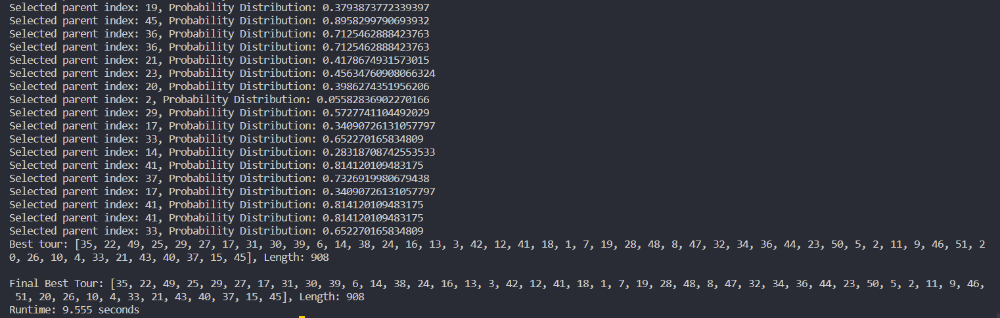 Selected parent index: 19, Probability Distribution: 0.3793873772339397
Selected parent index: 45, Probability Distribution: 0.8958299790693932
Selected parent index: 36, Probability Distribution: 0.7125462888423763
Selected parent index: 36, Probability Distribution: 0.7125462888423763
Selected parent index: 21, Probability Distribution: 0.4178674931573015
Selected parent index: 23, Probability Distribution: 0.45634760908066324
Selected parent index: 20, Probability Distribution: 0.3986274351956206
Selected parent index: 2, Probability Distribution: 0.05582836902270166
Selected parent index: 29, Probability Distribution: 0.5727741104492029
Selected parent index: 17, Probability Distribution: 0.34090726131057797
Selected parent index: 33, Probability Distribution: 0.652270165834809
Selected parent index: 14, Probability Distribution: 0.28318708742553533
Selected parent index: 41, Probability Distribution: 0.814120109483175
Selected parent index: 37, Probability Distribution: 0.7326919980679438
Selected parent index: 17, Probability Distribution: 0.34090726131057797
Selected parent index: 41, Probability Distribution: 0.814120109483175
Selected parent index: 41, Probability Distribution: 0.814120109483175
Selected parent index: 33, Probability Distribution: 0.652270165834809
Best tour: [35, 22, 49, 25, 29, 27, 17, 31, 30, 39, 6, 14, 38, 24, 16, 13, 3, 42, 12, 41, 18, 1, 7, 19, 28, 48, 8, 47, 32, 34, 36, 44, 23, 50, 5, 2, 11, 9, 46, 51, 2
0, 26, 10, 4, 33, 21, 43, 40, 37, 15, 45], Length: 908
Final Best Tour: [35, 22, 49, 25, 29, 27, 17, 31, 30, 39, 6, 14, 38, 24, 16, 13, 3, 42, 12, 41, 18, 1, 7, 19, 28, 48, 8, 47, 32, 34, 36, 44, 23, 50, 5, 2, 11, 9, 46,
51, 20, 26, 10, 4, 33, 21, 43, 40, 37, 15, 45], Length: 908
Runtime: 9.555 seconds